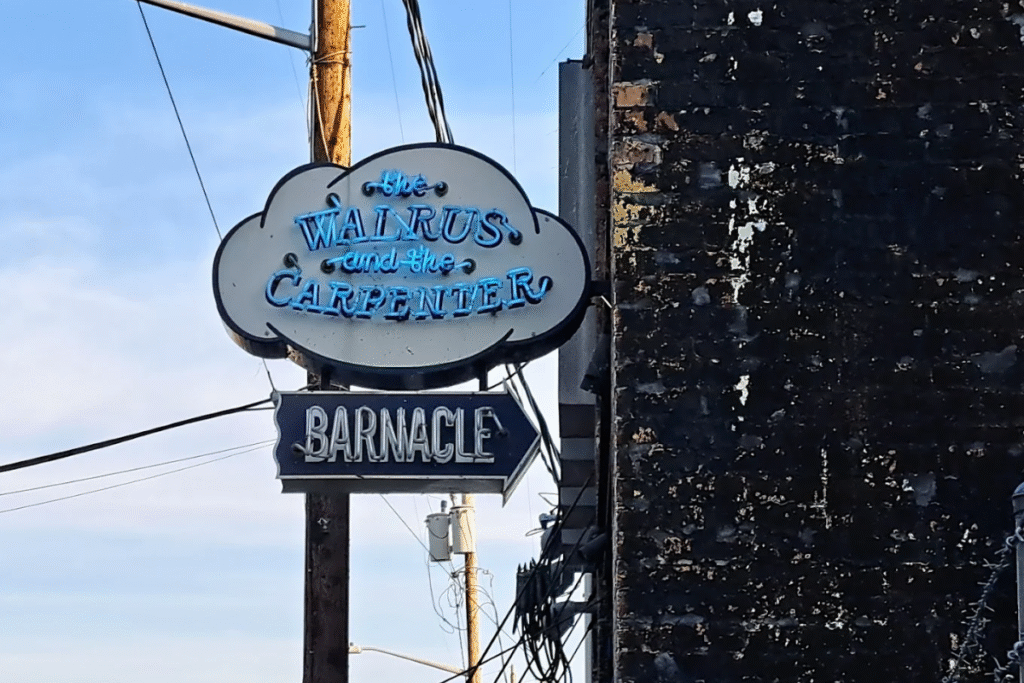 the
WALRUS
and the
CARPENTER
BARNACLE